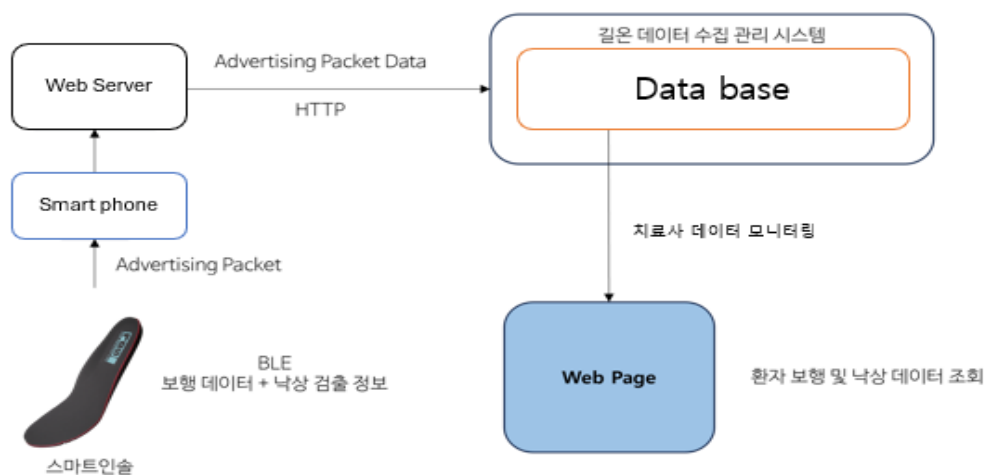 길온 데이터 수집 관리 시스템
Web Server
Advertising Packet Data
HTTP
Data base
Smart phone
치료사 데이터 모니터링
Advertising Packet
BLE
보행 데이터 + 낙상 검출 정보
Web Page
환자 보행 및 낙상 데이터 조회
스마트인솔